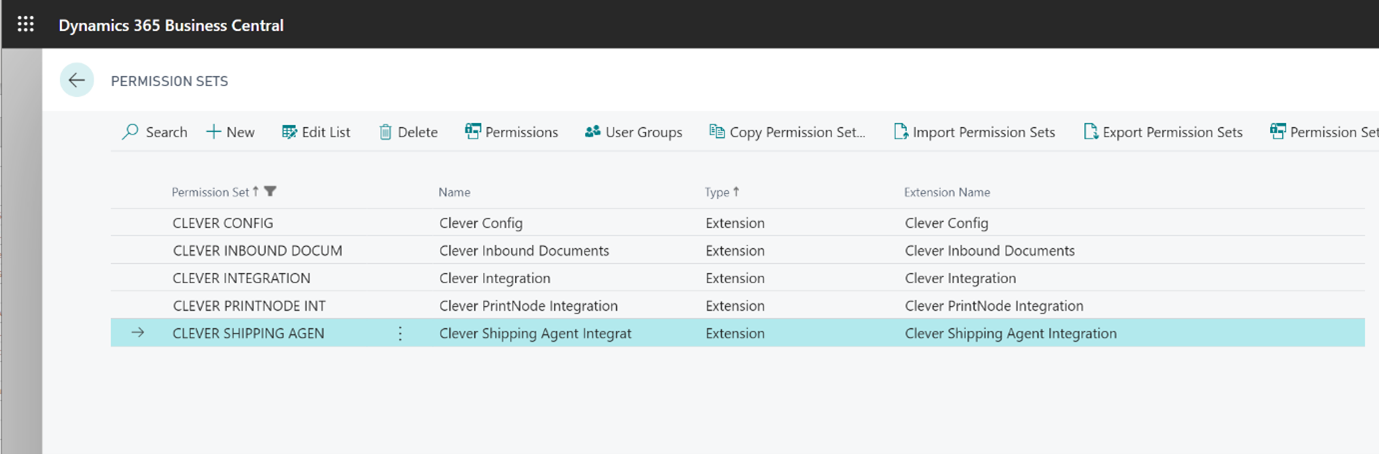 Dynamics 365 Business Central
PERMISSION SETS
Search New Edit List Delete Permissions User Groups Copy Permission Set... Import Permission Sets Export Permission Sets Permission Set
Permission Set Name Type Extension Name
CLEVER CONFIG Clever Config Extension Clever Config
CLEVER INBOUND DOCUM Clever Inbound Documents Extension Clever Inbound Documents
CLEVER INTEGRATION Clever Integration Extension Clever Integration
CLEVER PRINTNODE INT Clever PrintNode Integration Extension Clever PrintNode Integration
CLEVER SHIPPING AGEN Clever Shipping Agent Integrat Extension Clever Shipping Agent Integration